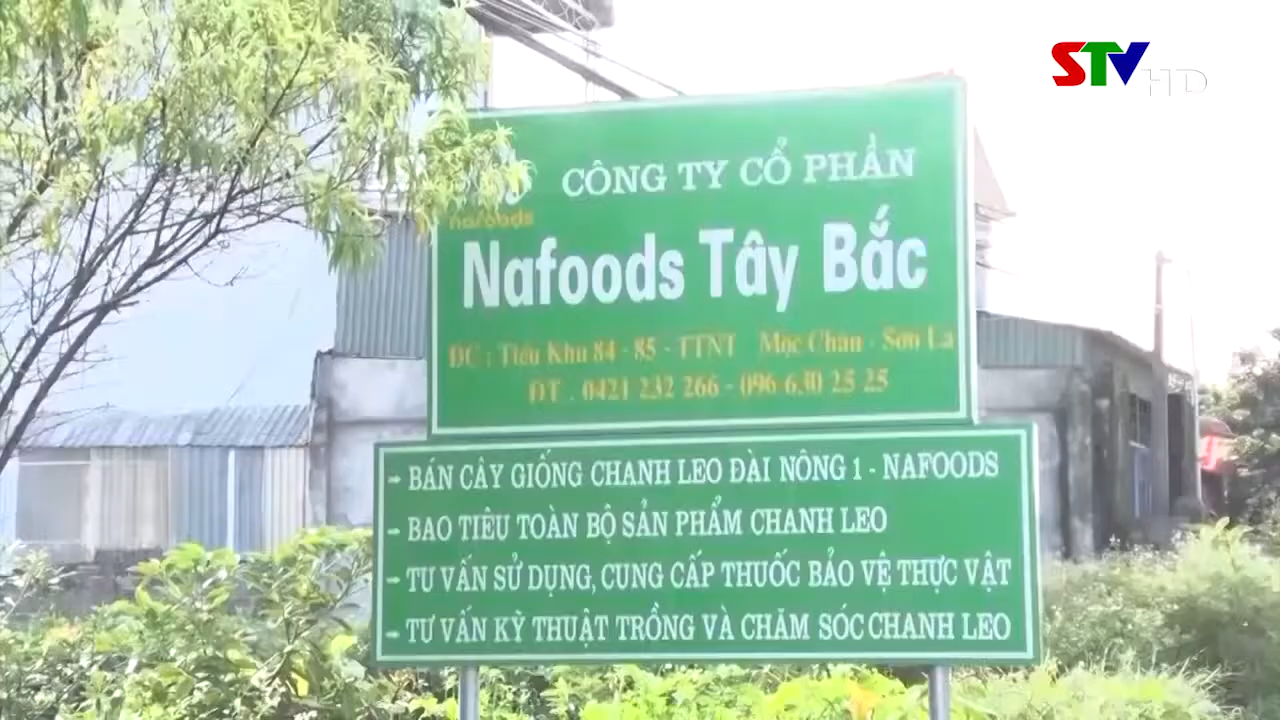 STV HD
CÔNG TY CỔ PHẦN
nafoods
Nafoods Tây Bắc
ĐC : Tiểu Khu 84 - 85 - TTNT Mộc Châu - Sơn La
ĐT . 0421 232 266 - 096 630 25 25
- BÁN CÂY GIỐNG CHANH LEO ĐÀI NÔNG 1 - NAFOODS
- BAO TIÊU TOÀN BỘ SẢN PHẨM CHANH LEO
- TƯ VẤN SỬ DỤNG, CUNG CẤP THUỐC BẢO VỆ THỰC VẬT
- TƯ VẤN KỸ THUẬT TRỒNG VÀ CHĂM SÓC CHANH LEO